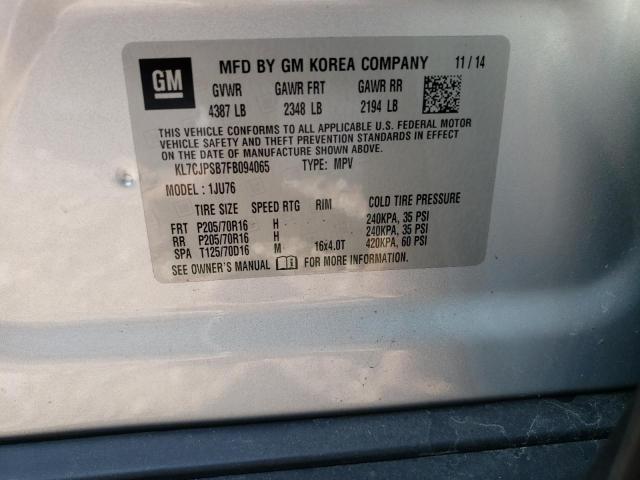 GM
MFD BY GM KOREA COMPANY 11 / 14
GVWR GAWR FRT GAWR RR
4387 LB 2348 LB 2194 LB
THIS VEHICLE CONFORMS TO ALL APPLICABLE U.S. FEDERAL MOTOR
VEHICLE SAFETY AND THEFT PREVENTION STANDARDS IN EFFECT ON
THE DATE OF MANUFACTURE SHOWN ABOVE.
KL7CJPSB7FB094065 TYPE: MPV
MODEL: 1JU76
TIRE SIZE SPEED RTG RIM COLD TIRE PRESSURE
FRT P205/70R16 H 240KPA, 35 PSI
RR P205/70R16 H 240KPA, 35 PSI
SPA T125/70D16 M 16x4.0T 420KPA, 60 PSI
SEE OWNER'S MANUAL FOR MORE INFORMATION.